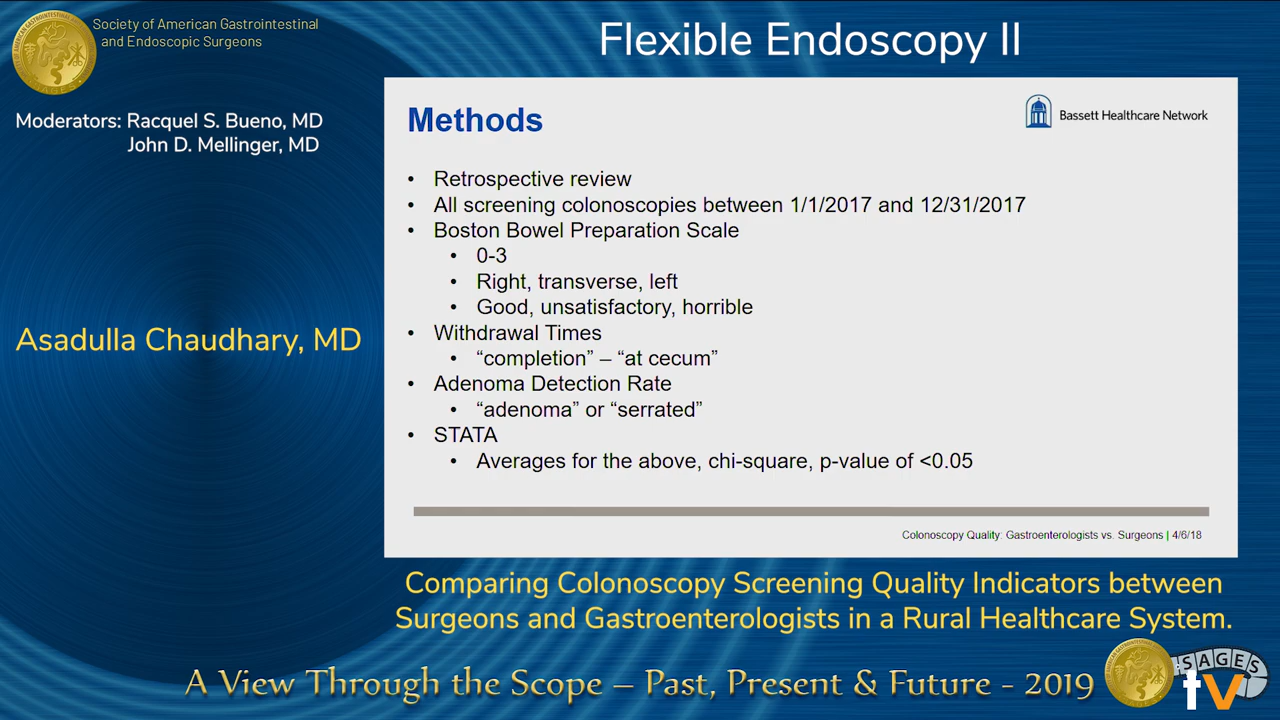 Society of American Gastrointestinal
and Endoscopic Surgeons
Flexible Endoscopy II
Moderators: Racquel S. Bueno, MD
John D. Mellinger, MD
Asadulla Chaudhary, MD
Methods
Bassett Healthcare Network
• Retrospective review
• All screening colonoscopies between 1/1/2017 and 12/31/2017
• Boston Bowel Preparation Scale
• 0-3
• Right, transverse, left
• Good, unsatisfactory, horrible
• Withdrawal Times
• “completion” – “at cecum”
• Adenoma Detection Rate
• “adenoma” or “serrated”
• STATA
• Averages for the above, chi-square, p-value of <0.05
Colonoscopy Quality: Gastroenterologists vs. Surgeons | 4/6/18
Comparing Colonoscopy Screening Quality Indicators between
Surgeons and Gastroenterologists in a Rural Healthcare System.
A View Through the Scope – Past, Present & Future - 2019
SAGES
tv